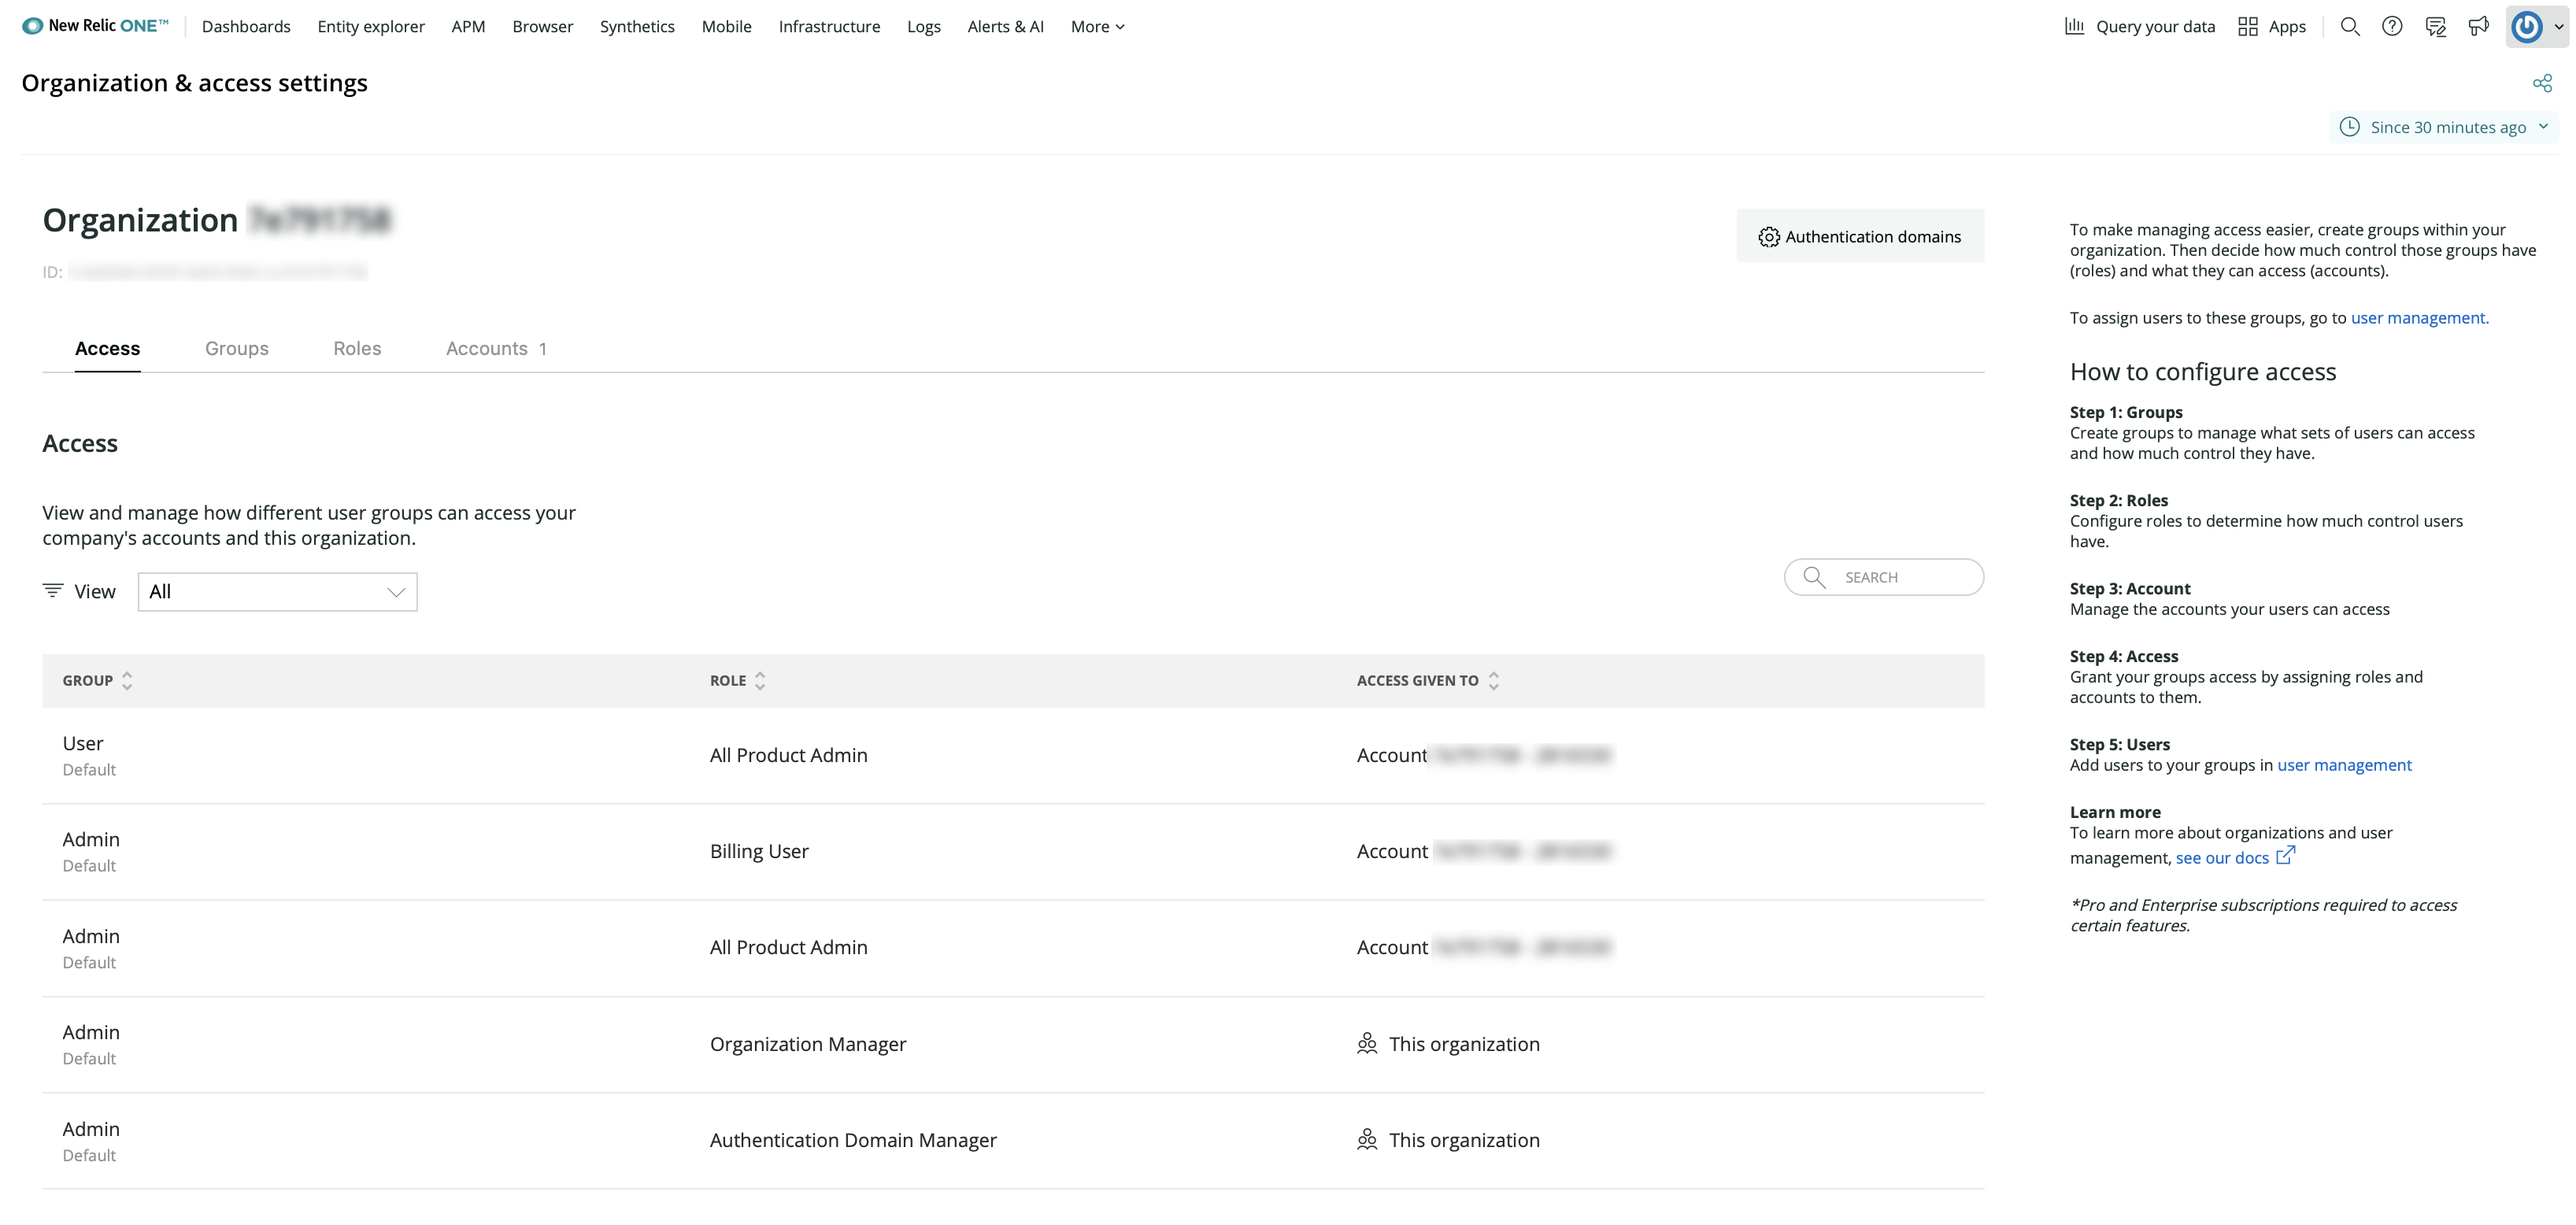 New Relic ONE™
Dashboards Entity explorer APM Browser Synthetics Mobile Infrastructure Logs Alerts & AI More
Query your data Apps
Organization & access settings
Since 30 minutes ago
Organization
ID:
Authentication domains
Access Groups Roles Accounts 1
Access
View and manage how different user groups can access your
company's accounts and this organization.
View All
SEARCH
GROUP ROLE ACCESS GIVEN TO
User
Default
All Product Admin
Account
Admin
Default
Billing User
Account
Admin
Default
All Product Admin
Account
Admin
Default
Organization Manager
This organization
Admin
Default
Authentication Domain Manager
This organization
To make managing access easier, create groups within your
organization. Then decide how much control those groups have
(roles) and what they can access (accounts).
To assign users to these groups, go to user management.
How to configure access
Step 1: Groups
Create groups to manage what sets of users can access
and how much control they have.
Step 2: Roles
Configure roles to determine how much control users
have.
Step 3: Account
Manage the accounts your users can access
Step 4: Access
Grant your groups access by assigning roles and
accounts to them.
Step 5: Users
Add users to your groups in user management
Learn more
To learn more about organizations and user
management, see our docs
*Pro and Enterprise subscriptions required to access
certain features.